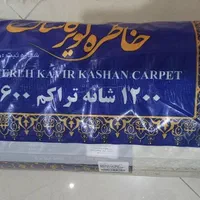 خاطره کویر کاشان
EREH KAVIR KASHAN CARPET
۱۲۰۰ شانه تراکم ۶۰۰